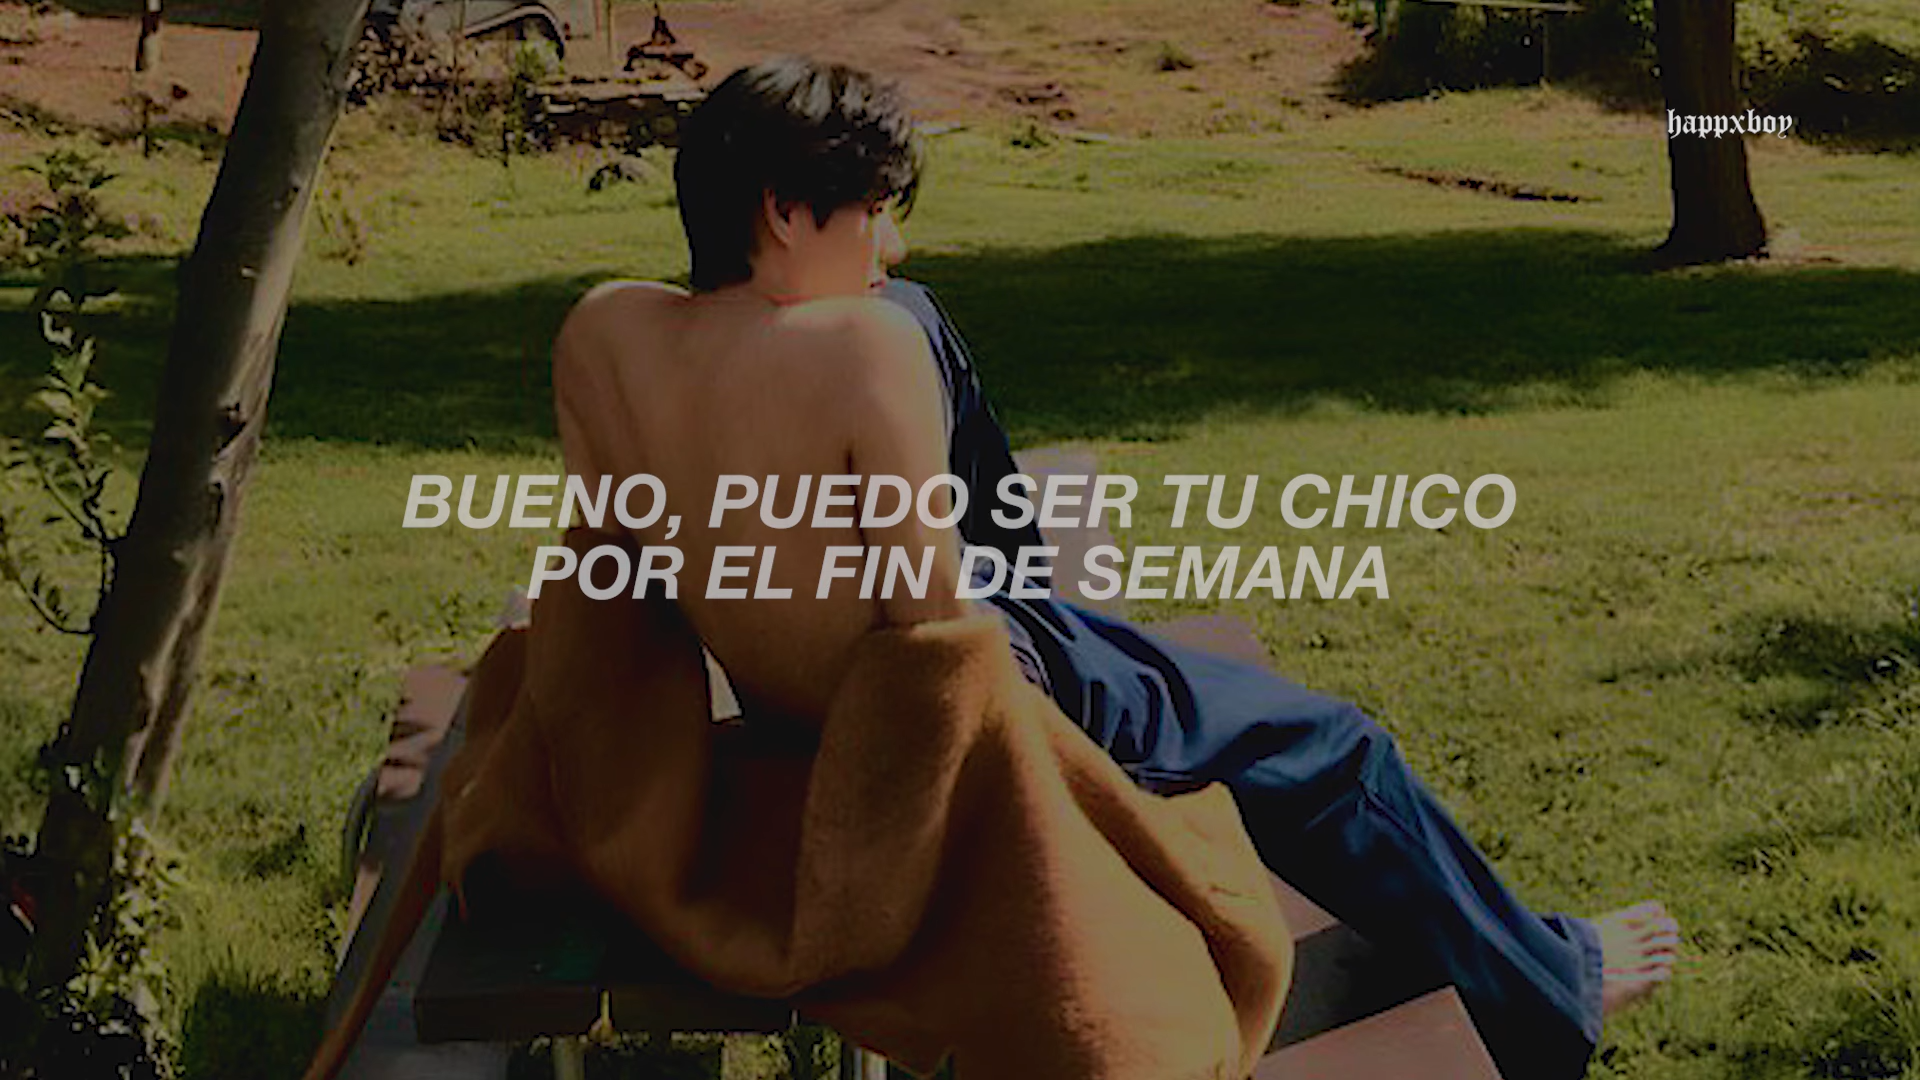 happxboy
BUENO, PUEDO SER TU CHICO
POR EL FIN DE SEMANA